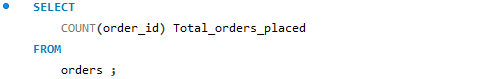 SELECT
COUNT(order_id) Total_orders_placed
FROM
orders ;